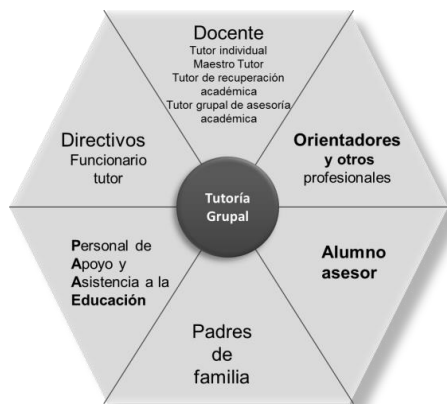 Docente
Tutor individual
Maestro Tutor
Tutor de recuperación
académica
Tutor grupal de asesoría
académica
Directivos
Funcionario
tutor
Orientadores
y otros
profesionales
Tutoría
Grupal
Personal de
Apoyo y
Asistencia a la
Educación
Alumno
asesor
Padres
de
familia